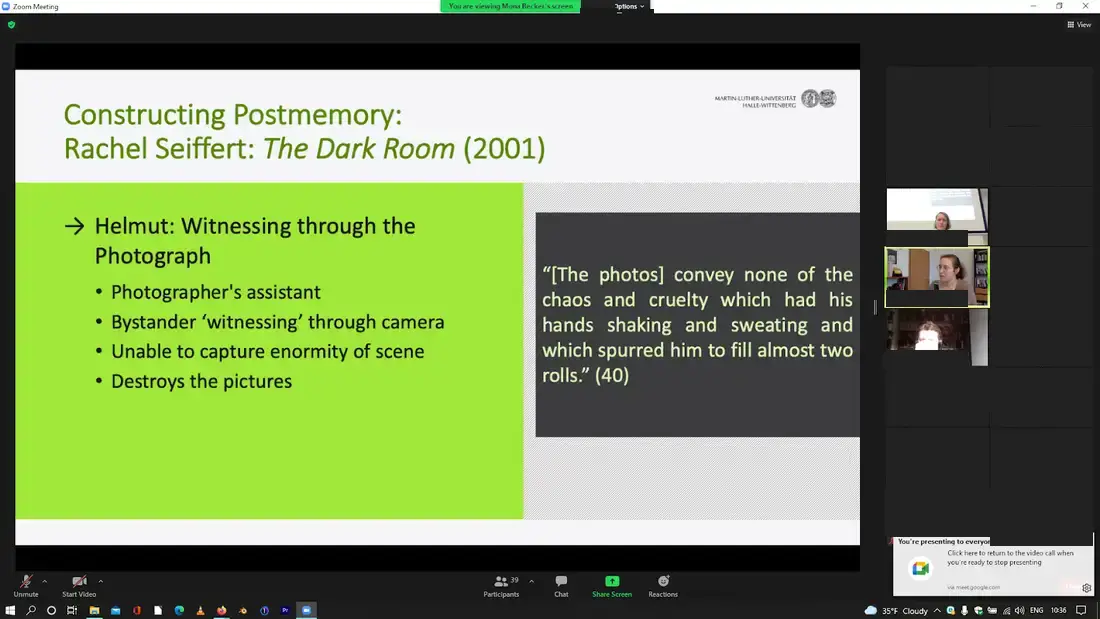 Zoom Meeting
You are viewing Mona Becker's screen
Options
View
MARTIN-LUTHER-UNIVERSITÄT
HALLE-WITTENBERG
Constructing Postmemory:
Rachel Seiffert: The Dark Room (2001)
→ Helmut: Witnessing through the
Photograph
• Photographer's assistant
• Bystander ‘witnessing’ through camera
• Unable to capture enormity of scene
• Destroys the pictures
“[The photos] convey none of the
chaos and cruelty which had his
hands shaking and sweating and
which spurred him to fill almost two
rolls.” (40)
You're presenting to everyon
Click here to return to the video call when
you're ready to stop presenting
via meet.google.com
Unmute
Start Video
39
Participants
Chat
Share Screen
Reactions
35°F Cloudy
ENG
10:36